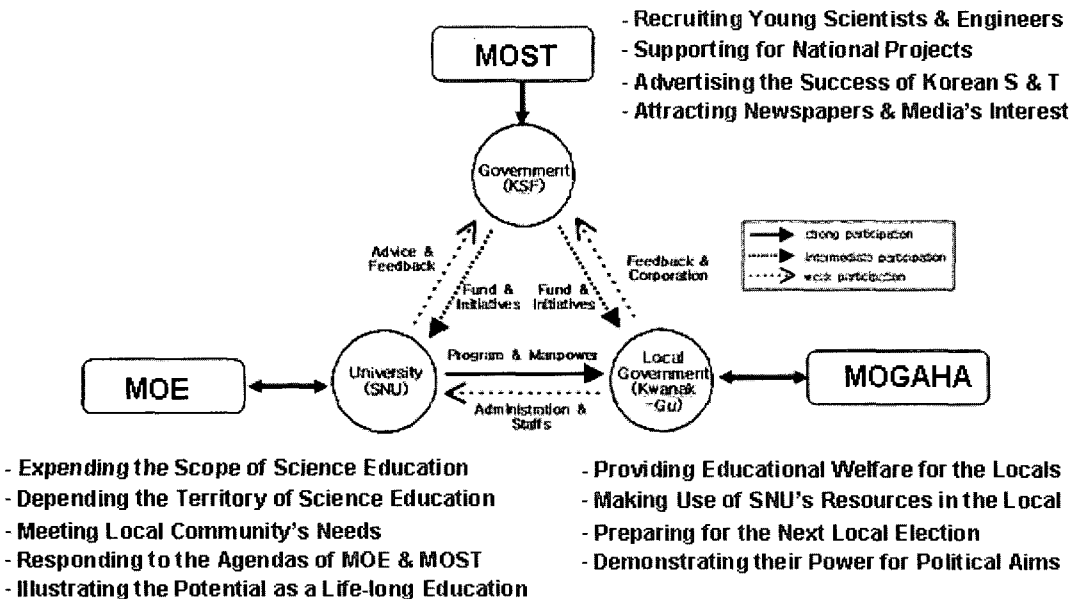 MOST
- Recruiting Young Scientists & Engineers
- Supporting for National Projects
- Advertising the Success of Korean S & T
- Attracting Newspapers & Media's Interest
Government
(KSF)
strong participation
intermediate participation
weak participation
Advice &
Feedback
Feedback &
Corporation
Fund &
Initiatives
Fund &
Initiatives
MOE
University
(SNU)
Program & Manpower
Administration &
Staffs
Local
Government
(Kwanak
-Gu)
MOGAHA
- Expending the Scope of Science Education
- Depending the Territory of Science Education
- Meeting Local Community's Needs
- Responding to the Agendas of MOE & MOST
- Illustrating the Potential as a Life-long Education
- Providing Educational Welfare for the Locals
- Making Use of SNU's Resources in the Local
- Preparing for the Next Local Election
- Demonstrating their Power for Political Aims